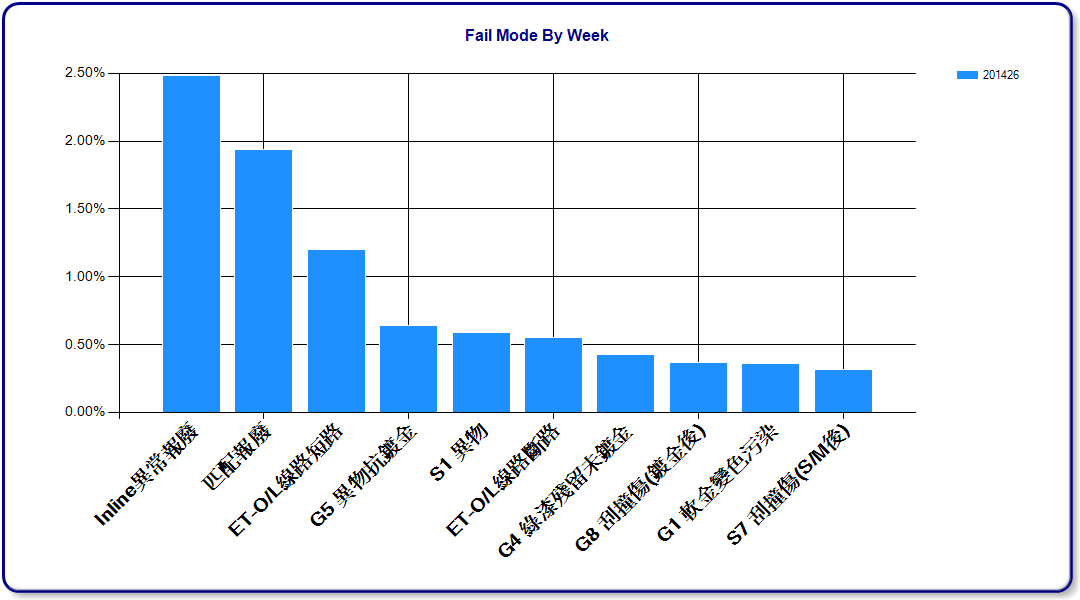 Fail Mode By Week
201426
2.50%
2.00%
1.50%
1.00%
0.50%
0.00%
Inline異常報廢
匹配報廢
ET-O/L線路短路
G5 異物抗鍍金
S1 異物
ET-O/L線路斷路
G4 綠漆殘留未鍍金
G8 刮撞傷(鍍金後)
G1 軟金變色污染
S7 刮撞傷(S/M後)